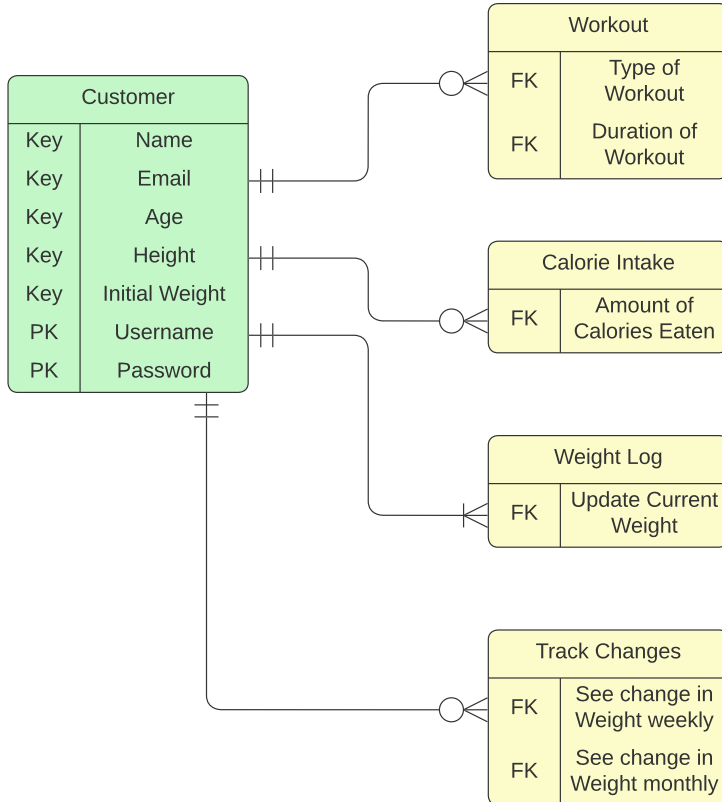 Customer
Key Name
Key Email
Key Age
Key Height
Key Initial Weight
PK Username
PK Password
Workout
FK Type of
Workout
FK Duration of
Workout
Calorie Intake
FK Amount of
Calories Eaten
Weight Log
FK Update Current
Weight
Track Changes
FK See change in
Weight weekly
FK See change in
Weight monthly